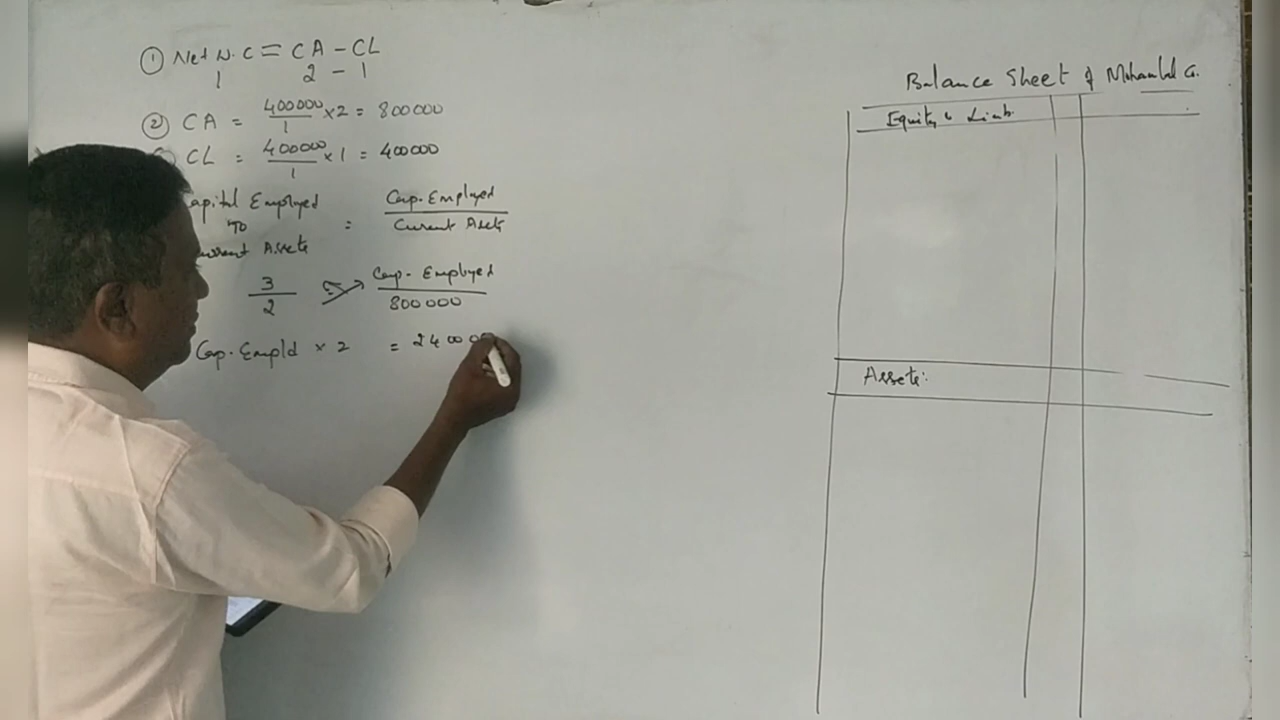 ① Net W.C = CA - CL
1 2 - 1
② CA = 400000/1 × 2 = 800000
CL = 400000/1 × 1 = 400000
apital Employed
To = Cap. Employed / Current Assets
urrent Assets
3/2 Cap. Employed / 800000
Cap. Empld × 2 = 24000
Balance Sheet of
Equity & Liab.
Assets: